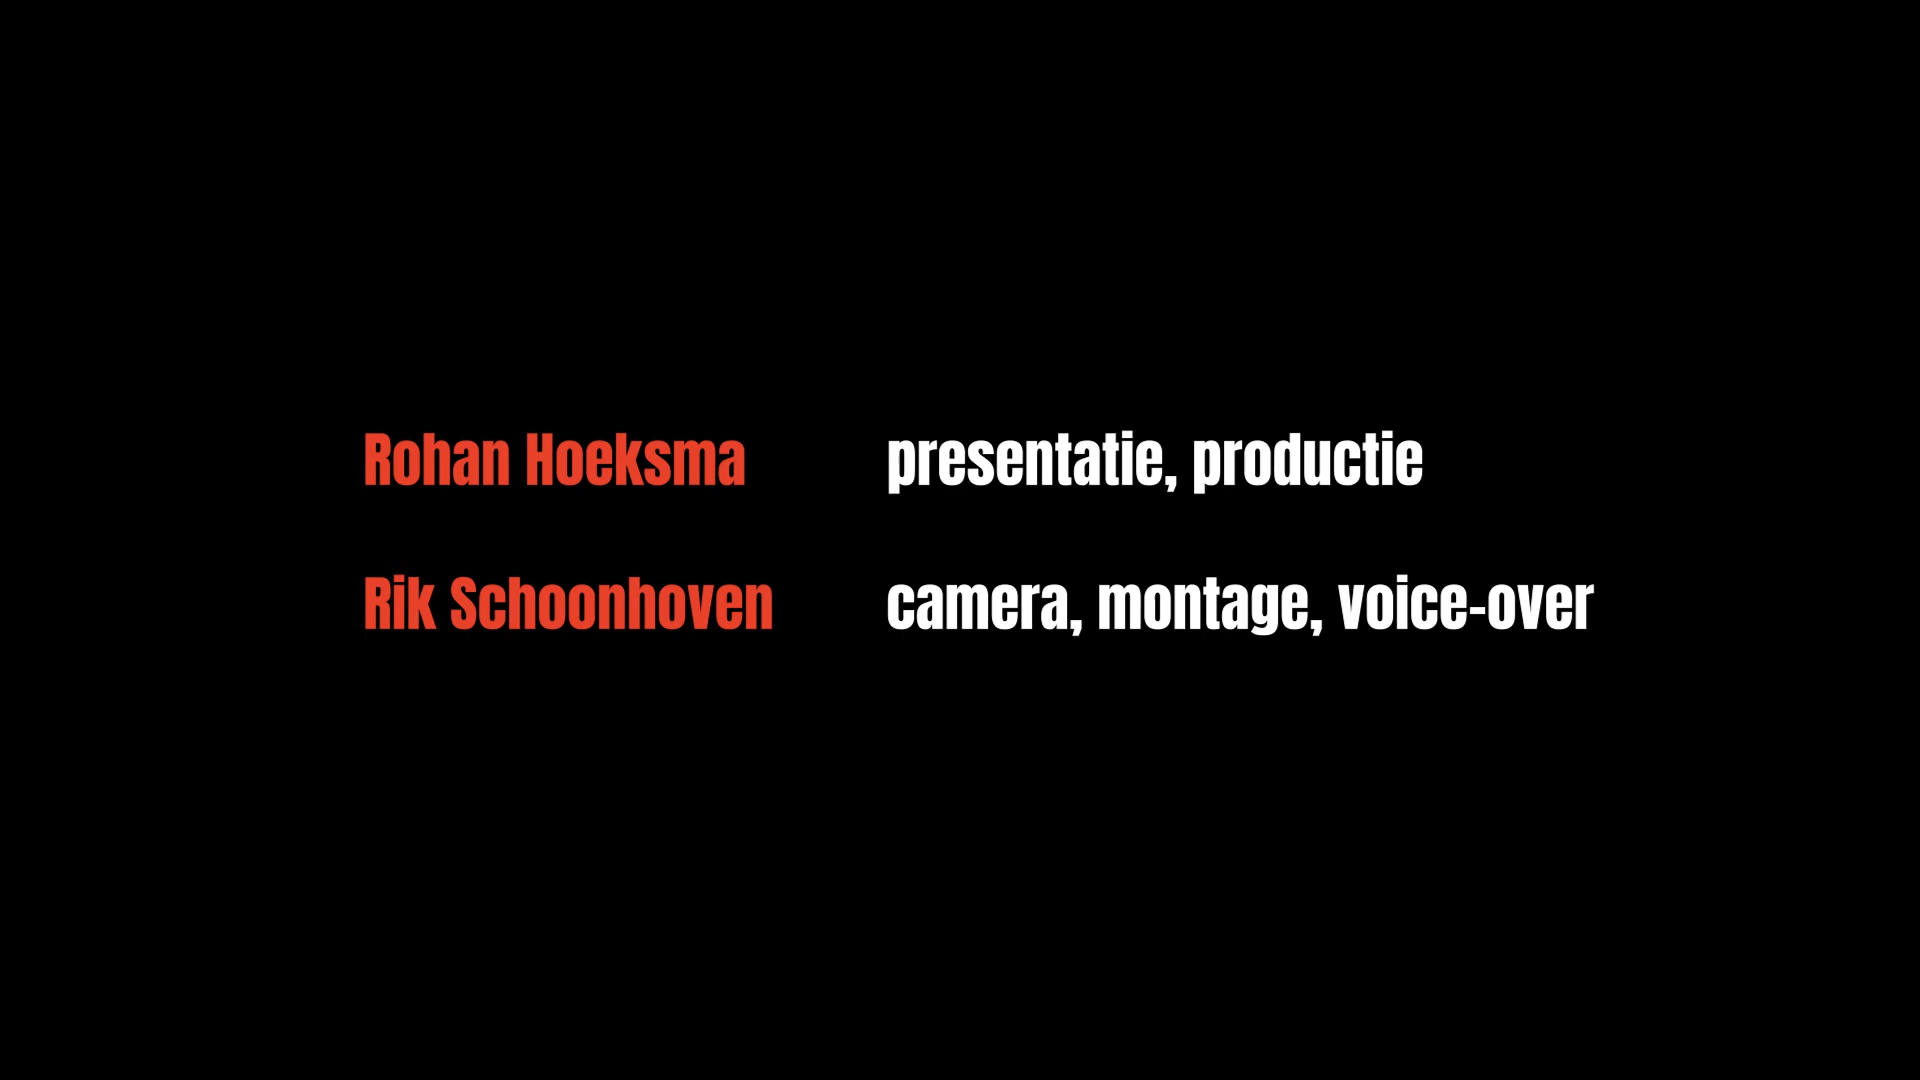 Rohan Hoeksma presentatie, productie
Rik Schoonhoven camera, montage, voice-over